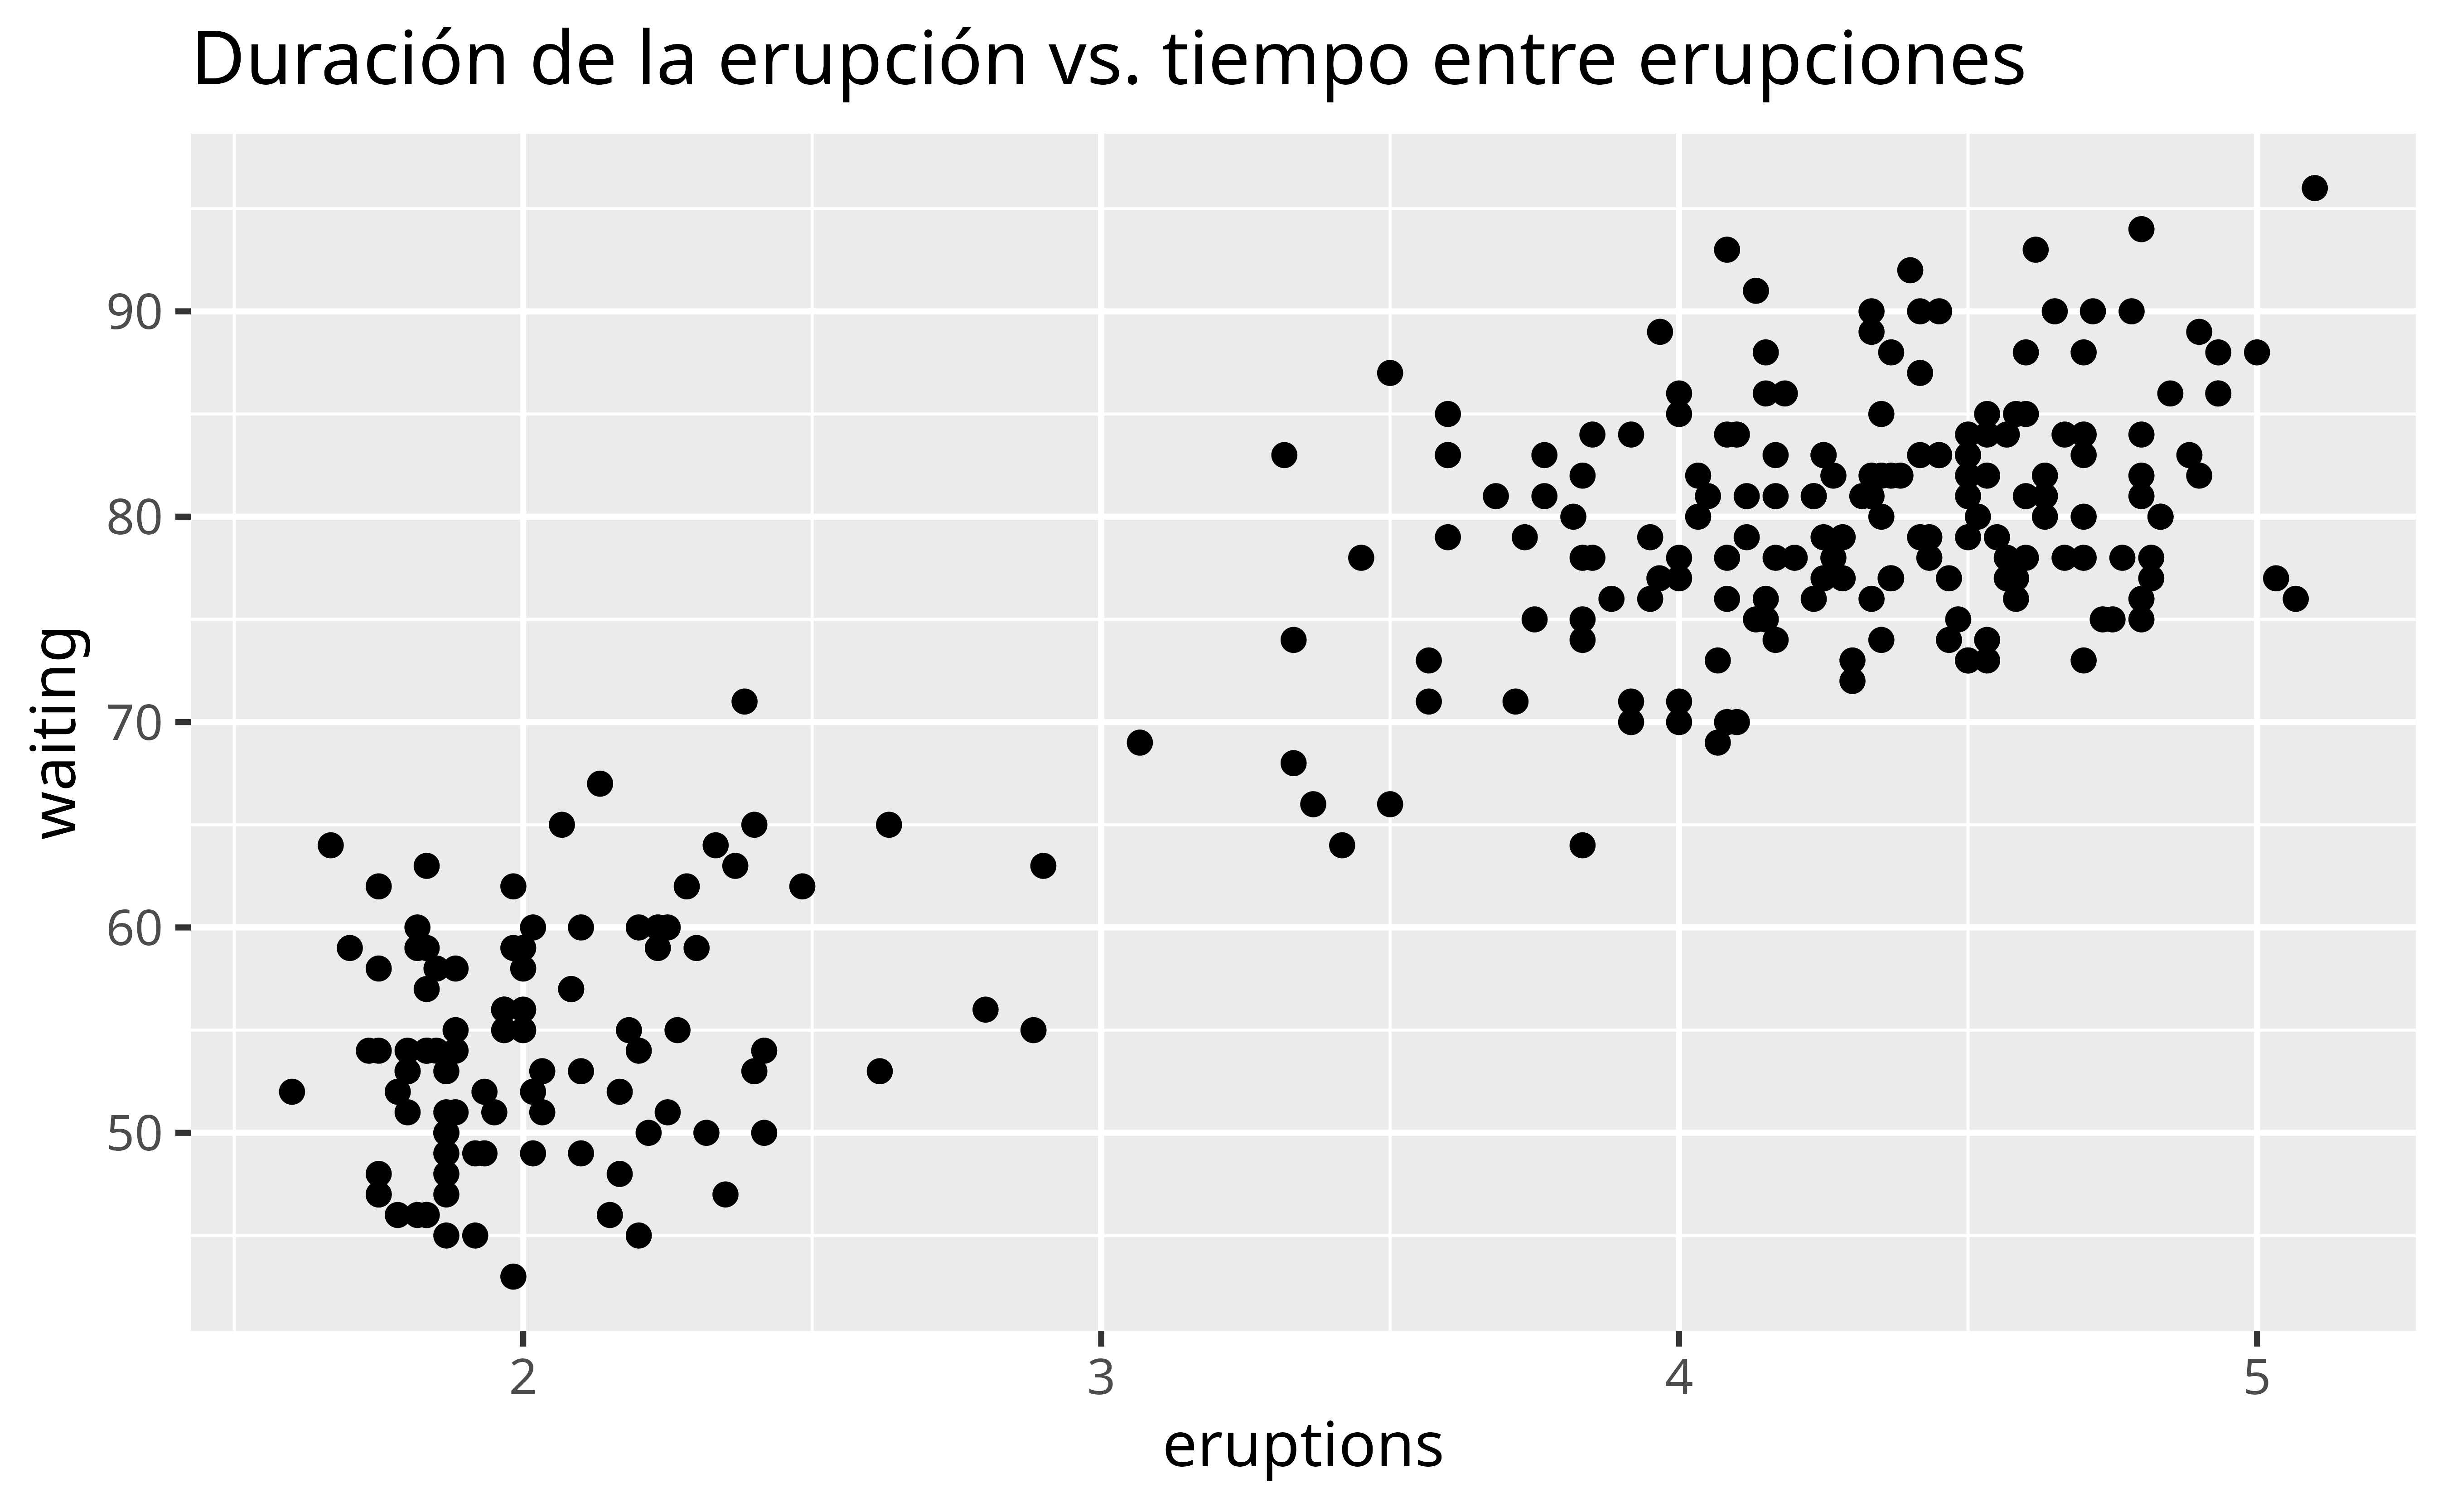 Duración de la erupción vs. tiempo entre erupciones
waiting
90
80
70
60
50
2 3 4 5
eruptions